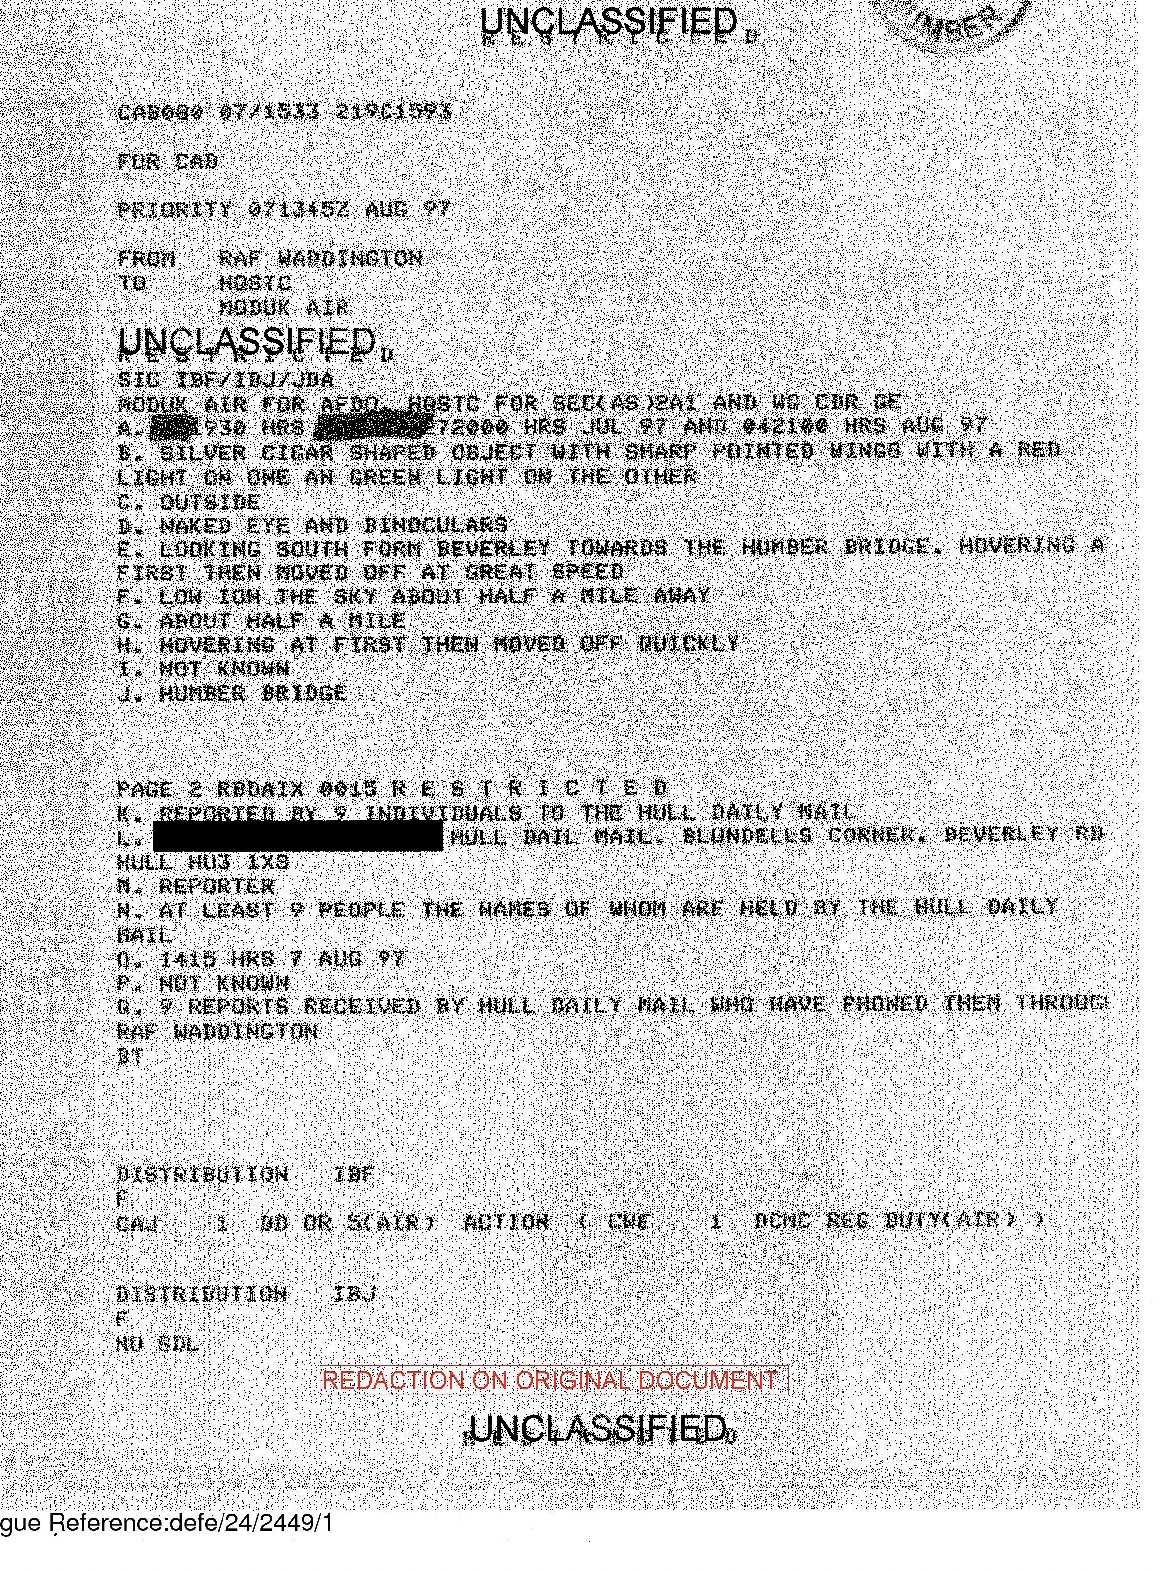 UNCLASSIFIED
R E S T R I C T E D
MBER
CAB080 07/1533 219C1593
FOR CAB
PRIORITY 071345Z AUG 97
FROM RAF WADDINGTON
TO HOSTC
MODUK AIR
UNCLASSIFIED
R E S T R I C T E D
SIC IBF/IBJ/JDA
MODUK AIR FOR AFDO, HQSTC FOR SEC(AS)2A1 AND WG CDR GE
A. 1930 HRS 72000 HRS JUL 97 AND 042100 HRS AUG 97
B. SILVER CIGAR SHAPED OBJECT WITH SHARP POINTED WINGS WITH A RED
LIGHT ON ONE AN GREEN LIGHT ON THE OTHER
C. OUTSIDE
D. NAKED EYE AND BINOCULARS
E. LOOKING SOUTH FORM BEVERLEY TOWARDS THE HUMBER BRIDGE. HOVERING A
FIRST THEN MOVED OFF AT GREAT SPEED
F. LOW ION THE SKY ABOUT HALF A MILE AWAY
G. ABOUT HALF A MILE
H. HOVERING AT FIRST THEN MOVED OFF QUICKLY
I. NOT KNOWN
J. HUMBER BRIDGE
PAGE 2 RBDAIX 0015 R E S T R I C T E D
K. REPORTED BY 9 INDIVIDUALS TO THE HULL DAILY MAIL
L. HULL DAIL MAIL. BLUNDELLS CORNER. BEVERLEY RD
HULL HU3 1XS
M. REPORTER
N. AT LEAST 9 PEOPLE THE NAMES OF WHOM ARE HELD BY THE HULL DAILY
MAIL
O. 1415 HRS 7 AUG 97
P. NOT KNOWN
Q. 9 REPORTS RECEIVED BY HULL DAILY MAIL WHO HAVE PHOWED THEM THROUGH
RAF WADDINGTON
BT
DISTRIBUTION IBF
F
CAJ 1 DD OR S(AIR) ACTION ( CWE 1 DCMC REG DUTY(AIR) )
DISTRIBUTION IBJ
F
NO SDL
REDACTION ON ORIGINAL DOCUMENT
UNCLASSIFIED
gue Reference:defe/24/2449/1